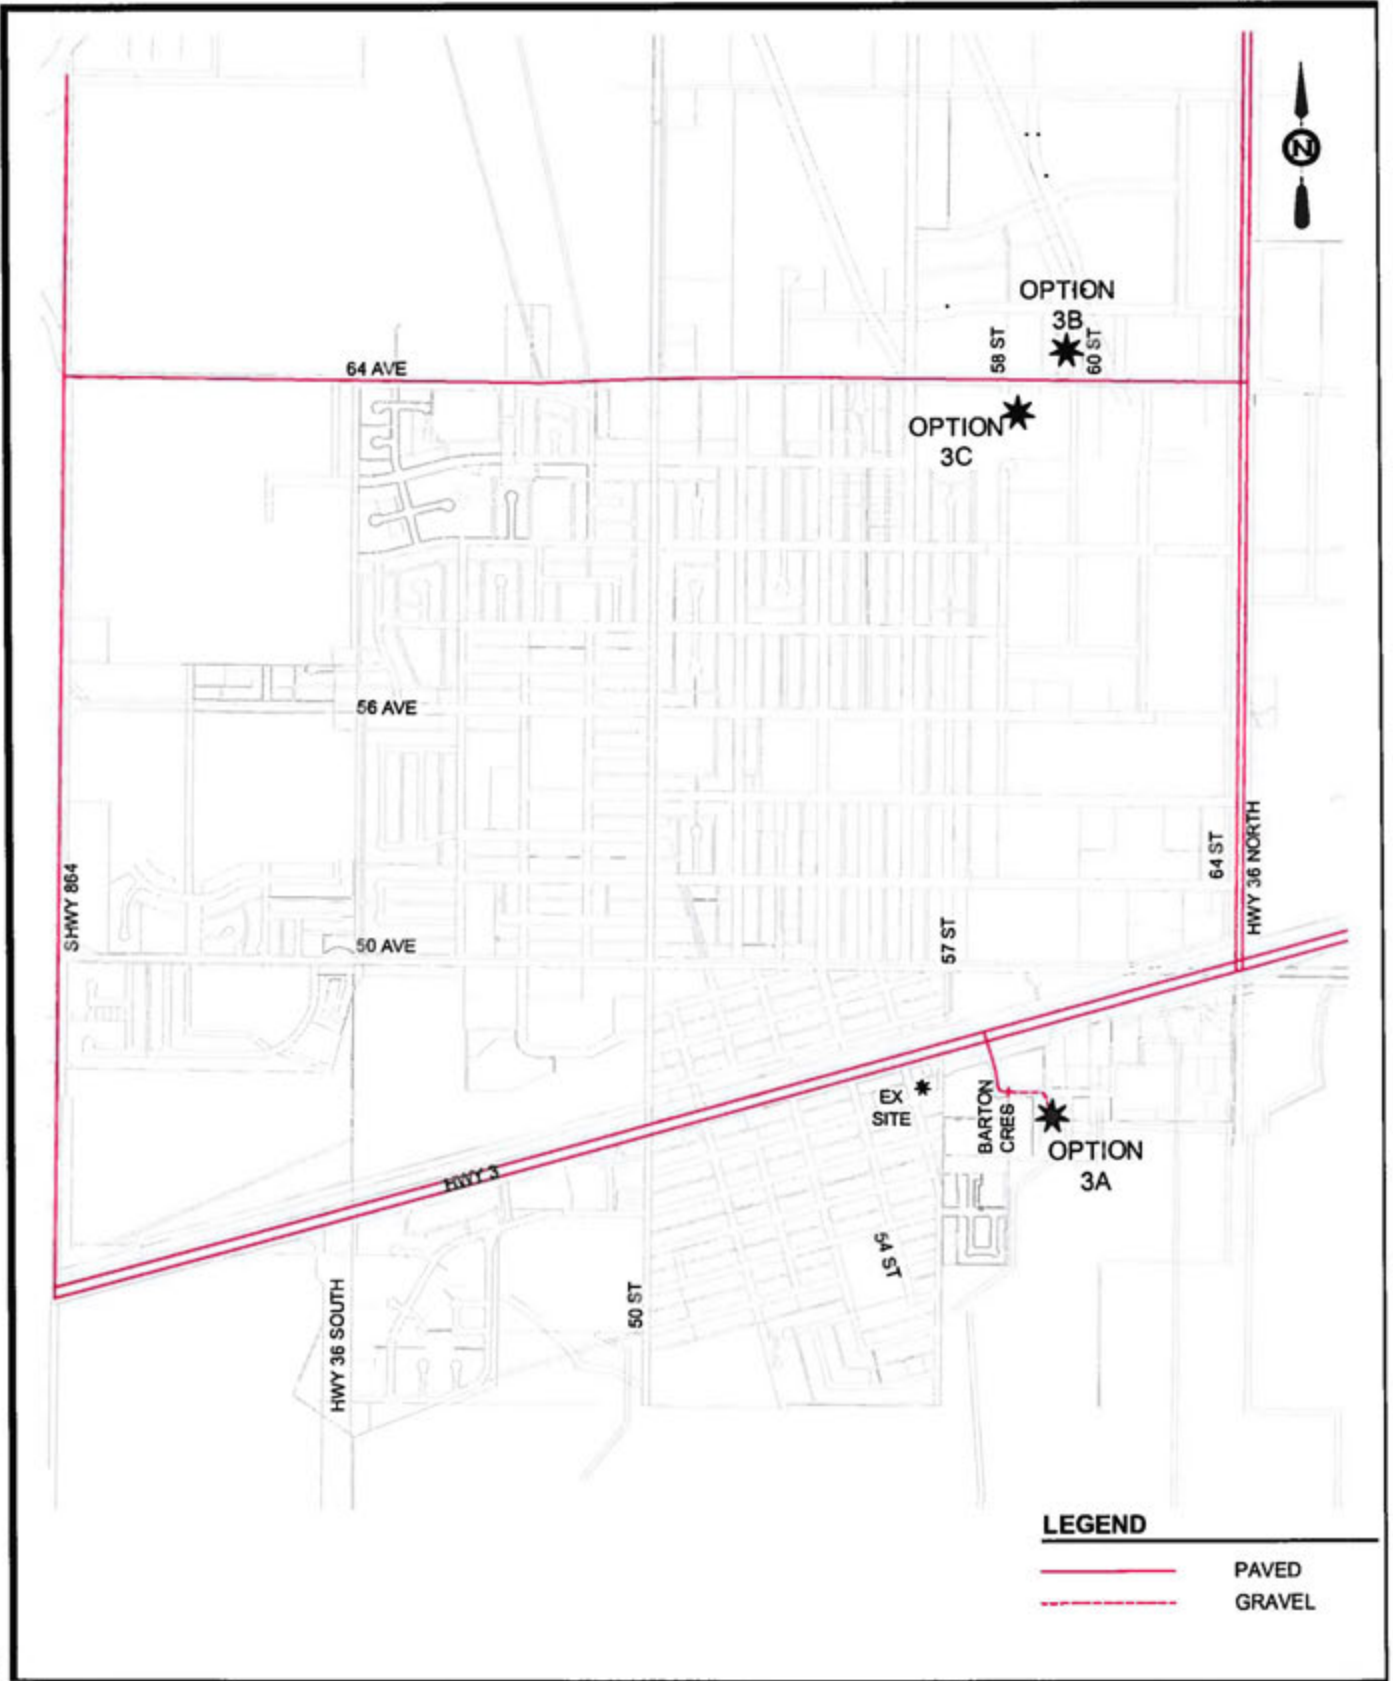 N
OPTION
3B
58 ST
60 ST
64 AVE
OPTION
3C
56 AVE
64 ST
HWY 36 NORTH
SHWY 864
50 AVE
57 ST
EX
SITE
BARTON
CRES
OPTION
3A
HWY 3
54 ST
HWY 36 SOUTH
50 ST
LEGEND
PAVED
GRAVEL